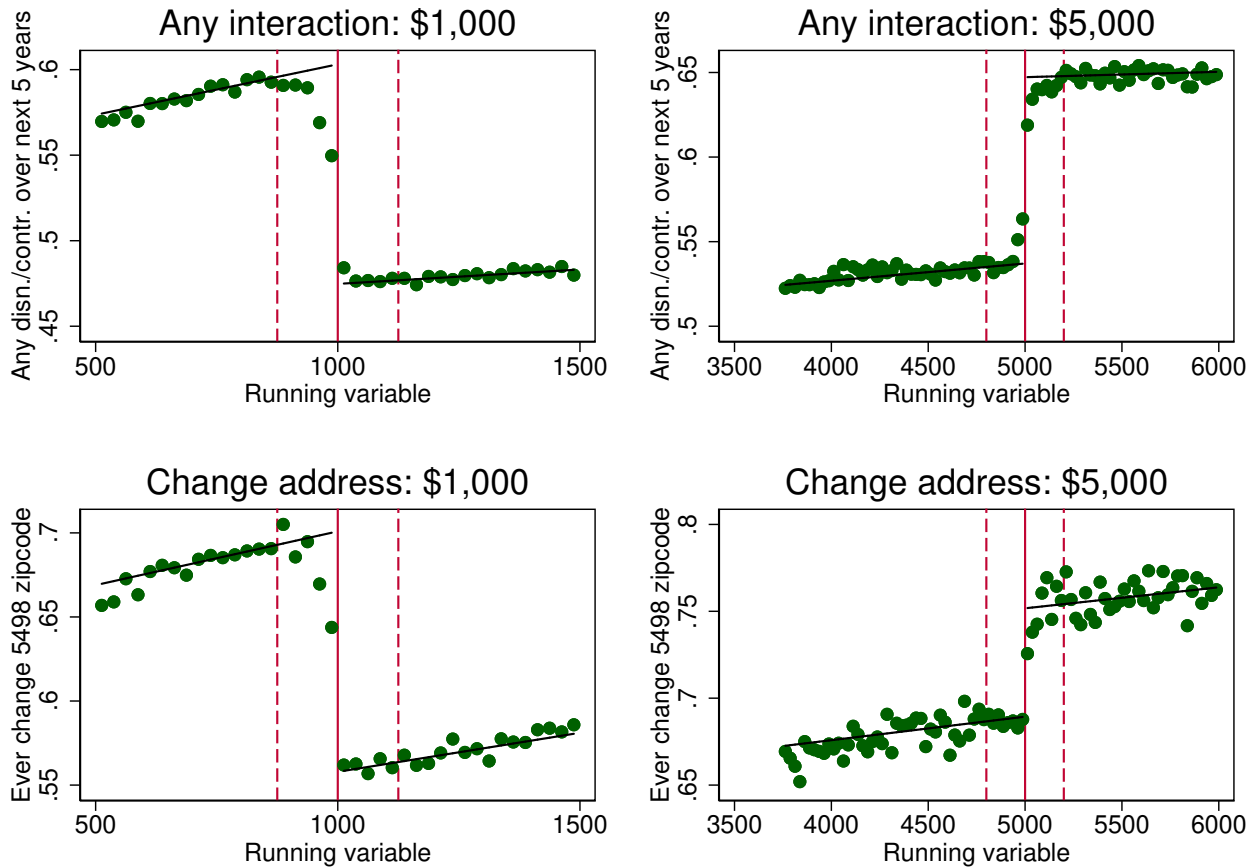 Any interaction: $1,000
Any disn./contr. over next 5 years
.6
.55
.5
.45
500
1000
1500
Running variable
Any interaction: $5,000
Any disn./contr. over next 5 years
.65
.6
.55
.5
3500
4000
4500
5000
5500
6000
Running variable
Change address: $1,000
Ever change 5498 zipcode
.7
.65
.6
.55
500
1000
1500
Running variable
Change address: $5,000
Ever change 5498 zipcode
.8
.75
.7
.65
3500
4000
4500
5000
5500
6000
Running variable